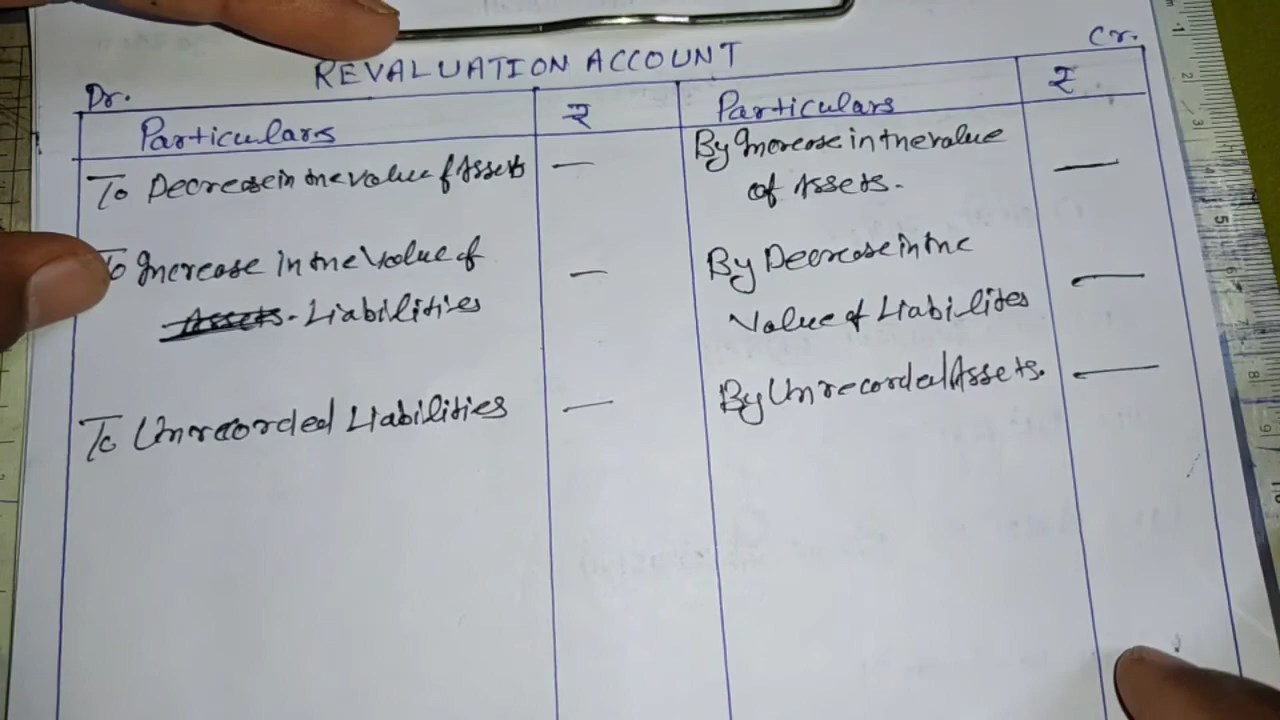 REVALUATION ACCOUNT
Dr.
Cr.
Particulars
₹
Particulars
₹
To Decrease in the value of Assets
By Increase in the value
of Assets.
To Increase in the Value of
Assets - Liabilities
By Decrease in the
Value of Liabilites
To Unrecorded Liabilities
By Unrecorded Assets.